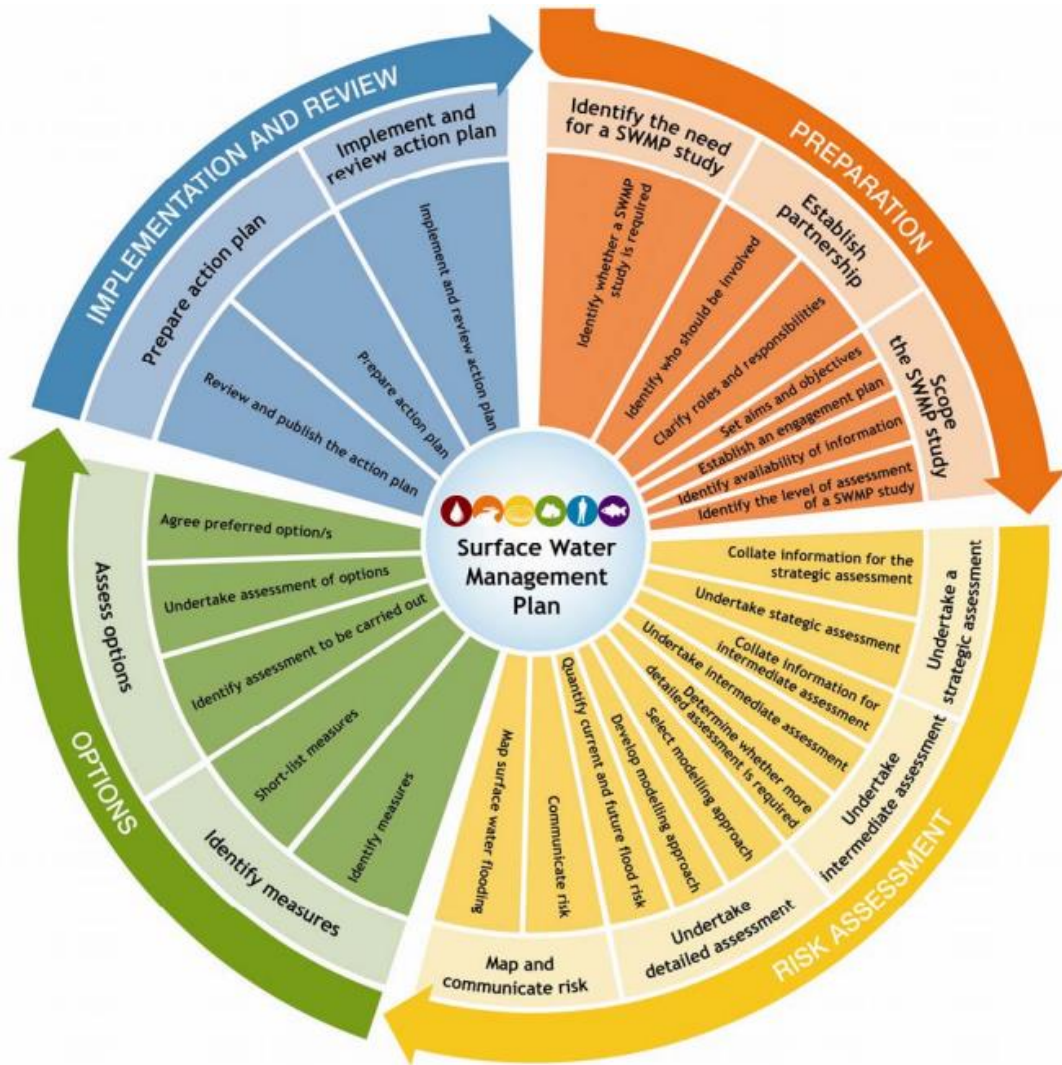 PREPARATION
Identify the need
for a SWMP study
Identify whether a SWMP
study is required
Establish
partnership
Identify who should be involved
Clarify roles and responsibilities
Scope
the SWMP study
Set aims and objectives
Establish an engagement plan
Identify availability of information
Identify the level of assessment
of a SWMP study
RISK ASSESSMENT
Undertake a
strategic assessment
Collate information for the
strategic assessment
Undertake stategic assessment
Undertake
intermediate assessment
Collate information for
intermediate assessment
Undertake intermediate assessment
Determine whether more
detailed assessment is required
Undertake
detailed assessment
Select modelling approach
Develop modelling approach
Quantify current and future flood risk
Map and
communicate risk
Communicate risk
Map surface water flooding
OPTIONS
Identify measures
Identify measures
Short-list measures
Assess options
Identify assessment to be carried out
Undertake assessment of options
Agree preferred option/s
IMPLEMENTATION AND REVIEW
Prepare action plan
Review and publish the action plan
Prepare action plan
Implement and
review action plan
Implement and review action plan
Surface Water
Management
Plan